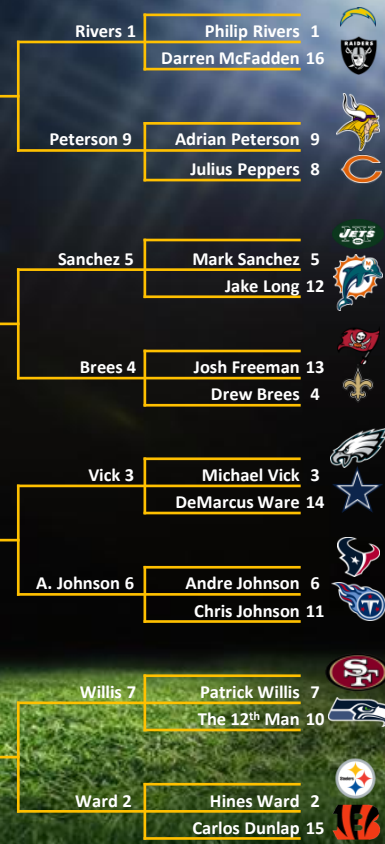 Rivers 1
Philip Rivers 1
Darren McFadden 16
RAIDERS
Peterson 9
Adrian Peterson 9
Julius Peppers 8
JETS
Sanchez 5
Mark Sanchez 5
Jake Long 12
Brees 4
Josh Freeman 13
Drew Brees 4
Vick 3
Michael Vick 3
DeMarcus Ware 14
A. Johnson 6
Andre Johnson 6
Chris Johnson 11
SF
Willis 7
Patrick Willis 7
The 12th Man 10
Steelers
Ward 2
Hines Ward 2
Carlos Dunlap 15